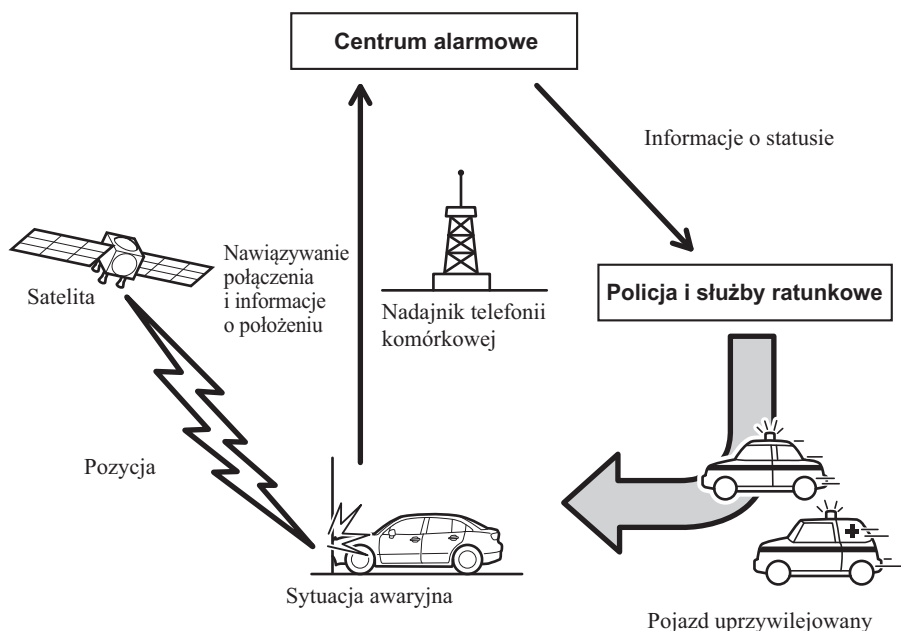 Centrum alarmowe
Informacje o statusie
Nawiązywanie
połączenia
i informacje
o położeniu
Satelita
Nadajnik telefonii
komórkowej
Policja i służby ratunkowe
Pozycja
Sytuacja awaryjna
Pojazd uprzywilejowany